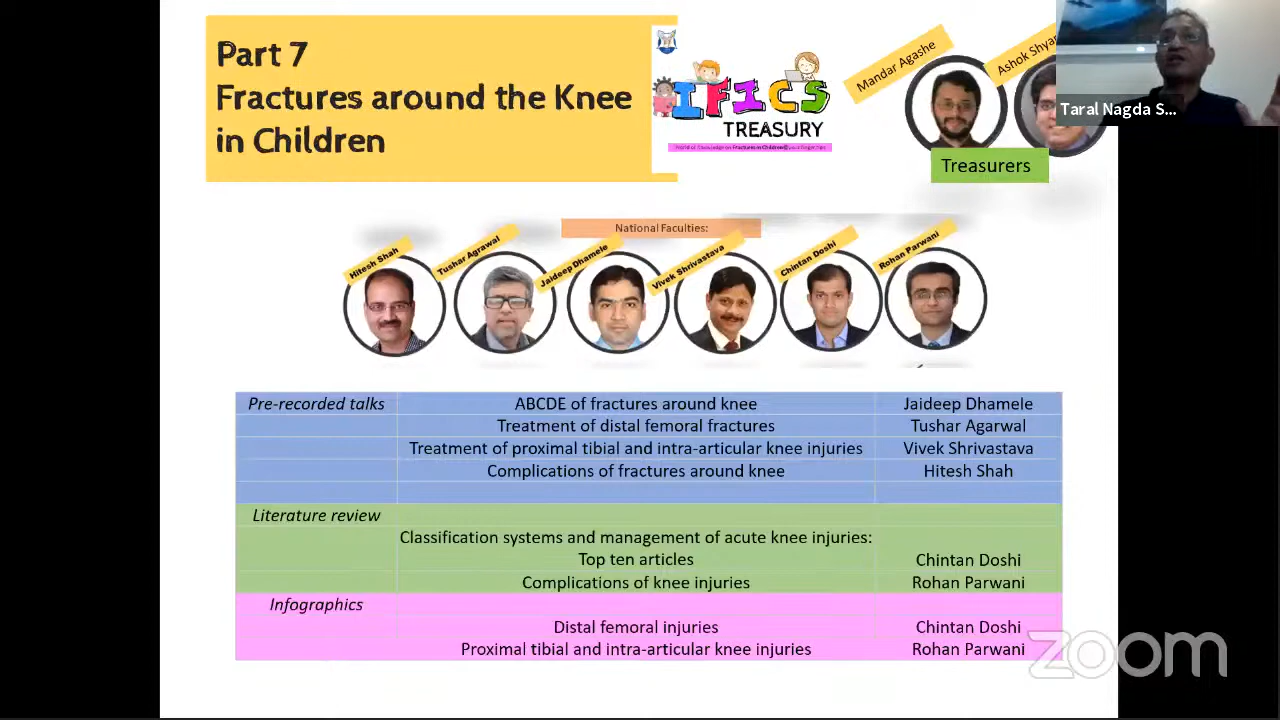 Part 7
Fractures around the Knee
in Children
IFICS
TREASURY
Mandar Agashe
Ashok Shya
Treasurers
Taral Nagda S...
National Faculties:
Hitesh Shah
Tushar Agrawal
Jaideep Dhamele
Vivek Shrivastava
Chintan Doshi
Rohan Parwani
Pre-recorded talks ABCDE of fractures around knee Jaideep Dhamele
Treatment of distal femoral fractures Tushar Agarwal
Treatment of proximal tibial and intra-articular knee injuries Vivek Shrivastava
Complications of fractures around knee Hitesh Shah
Literature review
Classification systems and management of acute knee injuries:
Top ten articles Chintan Doshi
Complications of knee injuries Rohan Parwani
Infographics
Distal femoral injuries Chintan Doshi
Proximal tibial and intra-articular knee injuries Rohan Parwani
zoom